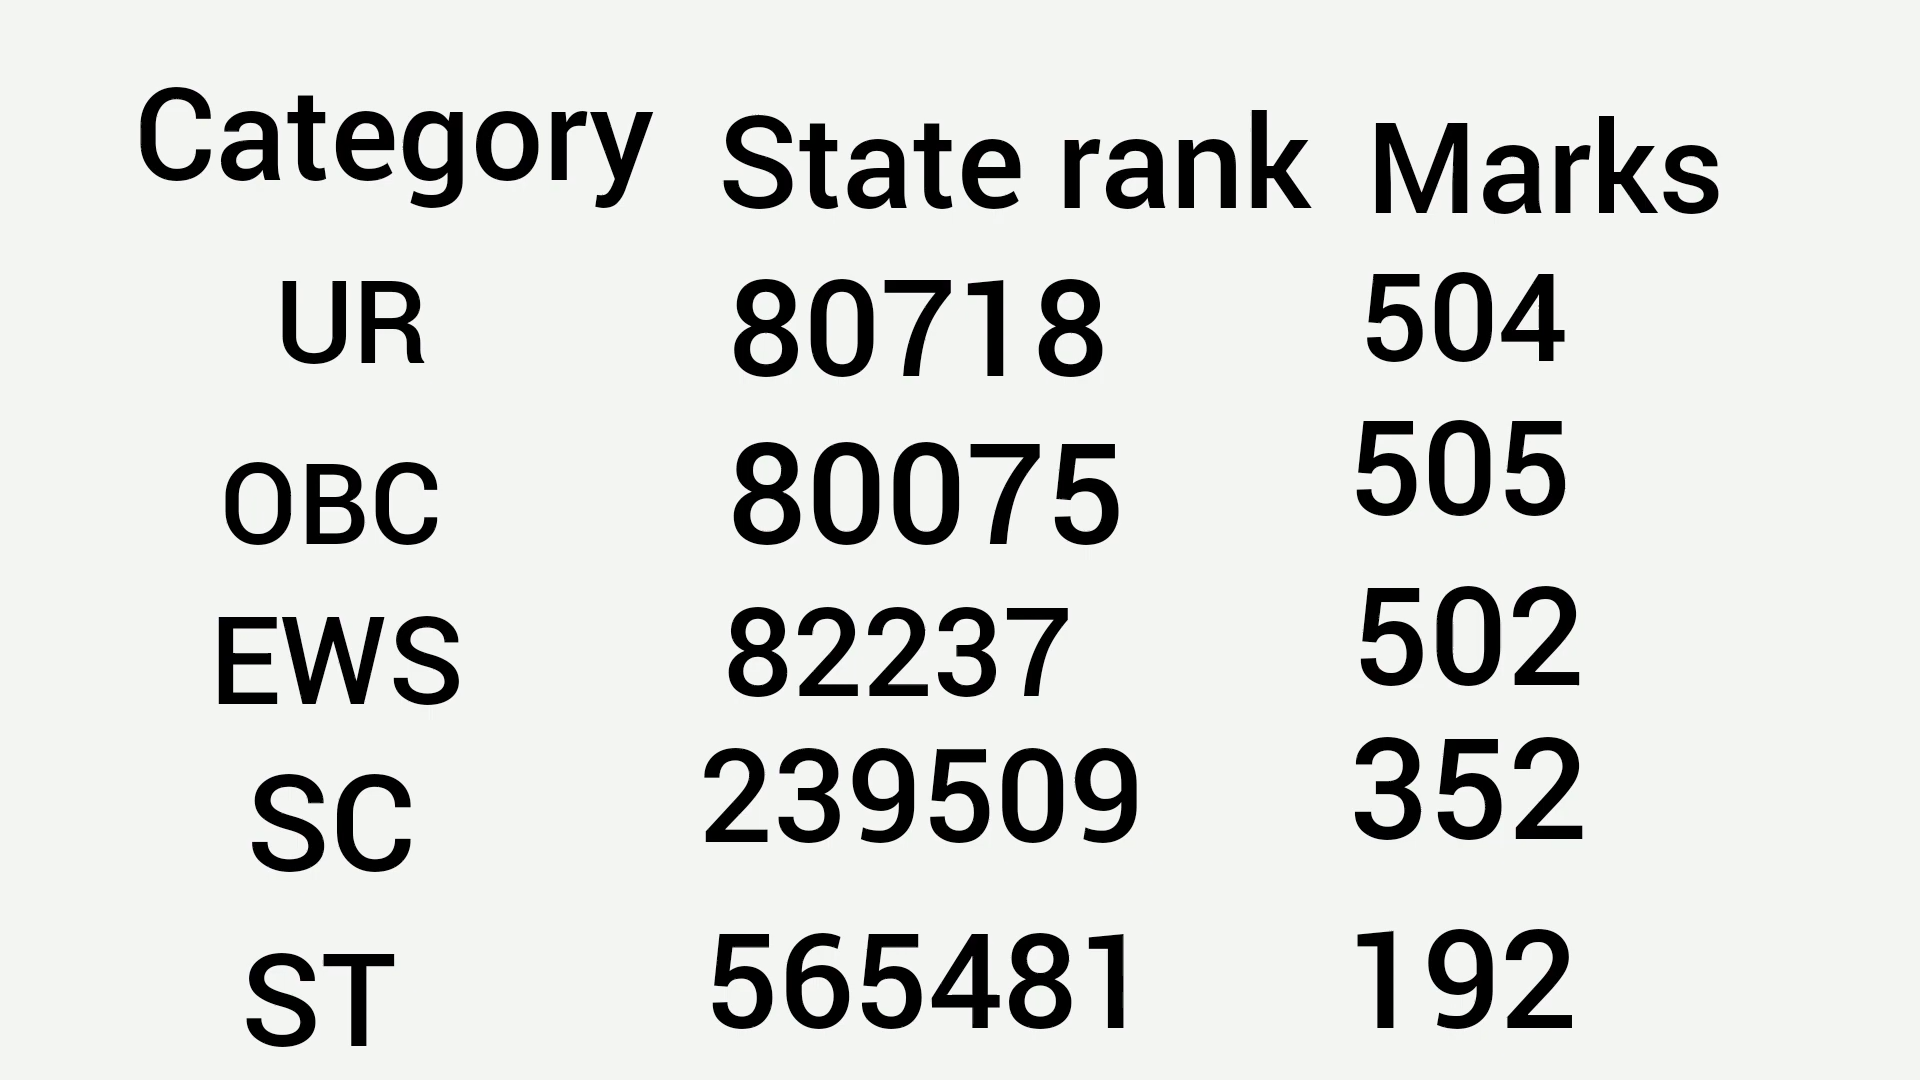 Category State rank Marks
UR 80718 504
OBC 80075 505
EWS 82237 502
SC 239509 352
ST 565481 192